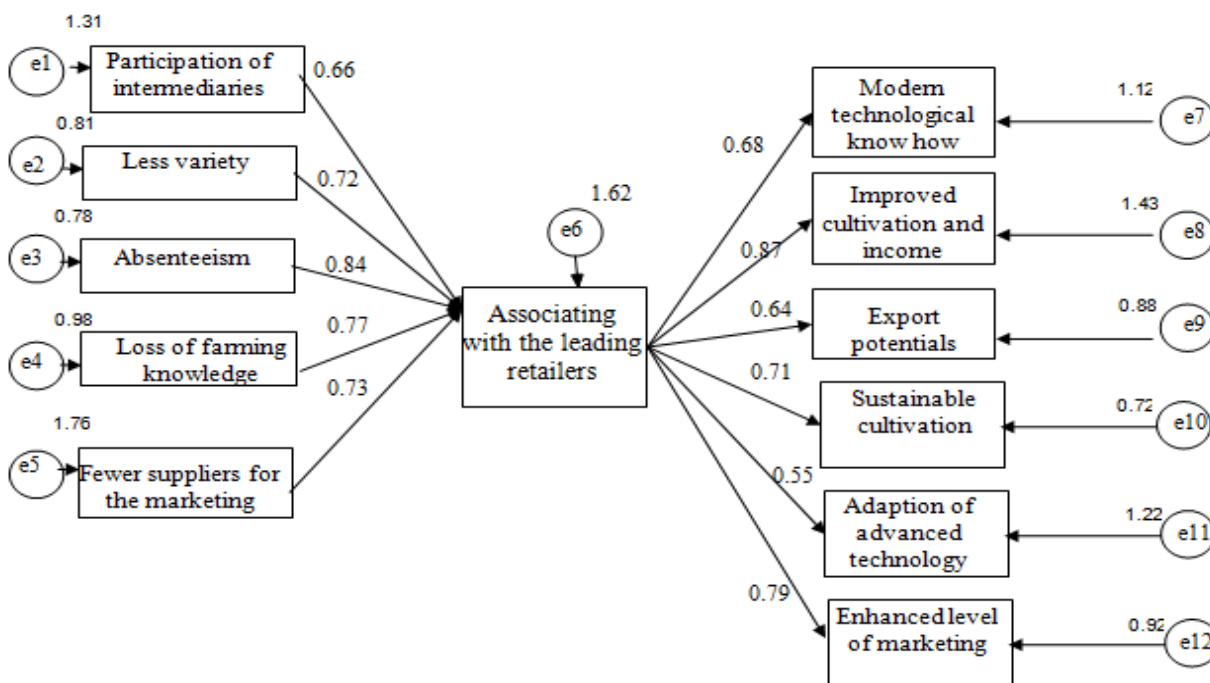 1.31
e1
Participation of
intermediaries
0.66
0.81
e2
Less variety
0.72
0.78
e3
Absenteeism
0.84
0.98
e4
Loss of farming
knowledge
0.77
1.76
e5
Fewer suppliers for
the marketing
0.73
1.62
e6
Associating
with the leading
retailers
0.68
Modern
technological
know how
1.12
e7
0.87
Improved
cultivation and
income
1.43
e8
0.64
Export
potentials
0.88
e9
0.71
Sustainable
cultivation
0.72
e10
0.55
Adaption of
advanced
technology
1.22
e11
0.79
Enhanced level
of marketing
0.92
e12